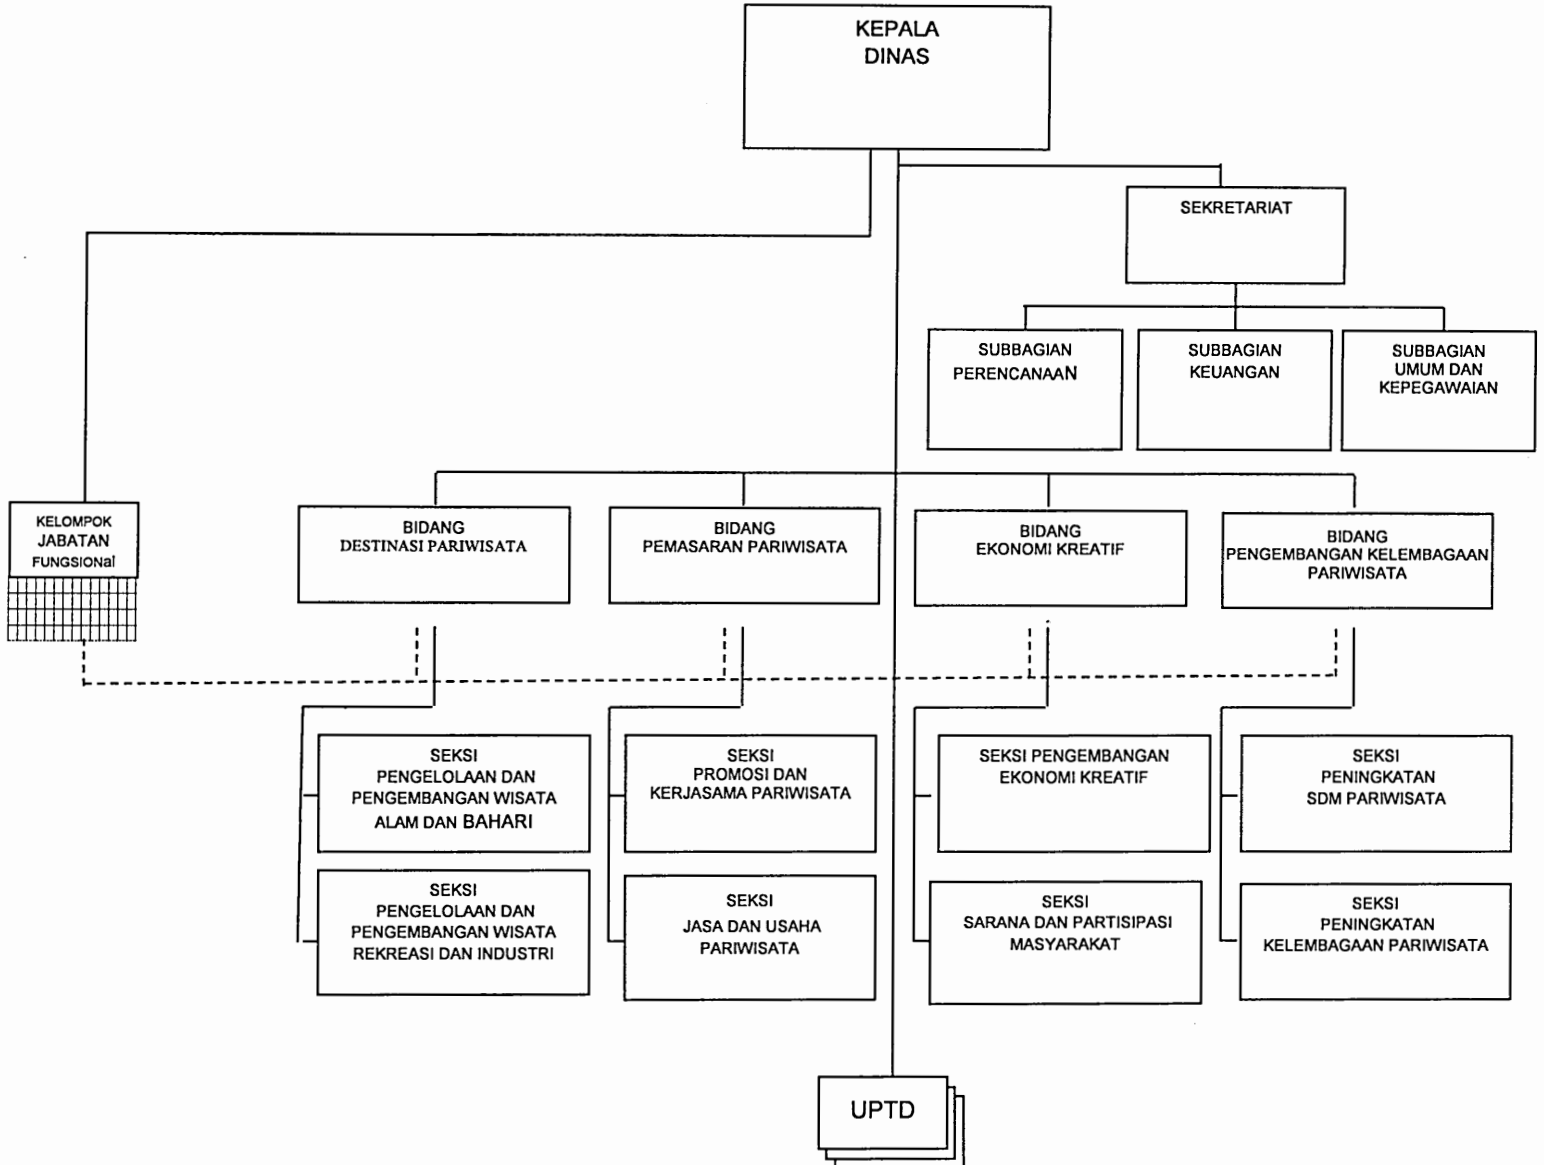 KEPALA
DINAS
SEKRETARIAT
SUBBAGIAN
PERENCANAAN
SUBBAGIAN
KEUANGAN
SUBBAGIAN
UMUM DAN
KEPEGAWAIAN
KELOMPOK
JABATAN
FUNGSIONal
BIDANG
DESTINASI PARIWISATA
BIDANG
PEMASARAN PARIWISATA
BIDANG
EKONOMI KREATIF
BIDANG
PENGEMBANGAN KELEMBAGAAN
PARIWISATA
SEKSI
PENGELOLAAN DAN
PENGEMBANGAN WISATA
ALAM DAN BAHARI
SEKSI
PROMOSI DAN
KERJASAMA PARIWISATA
SEKSI PENGEMBANGAN
EKONOMI KREATIF
SEKSI
PENINGKATAN
SDM PARIWISATA
SEKSI
PENGELOLAAN DAN
PENGEMBANGAN WISATA
REKREASI DAN INDUSTRI
SEKSI
JASA DAN USAHA
PARIWISATA
SEKSI
SARANA DAN PARTISIPASI
MASYARAKAT
SEKSI
PENINGKATAN
KELEMBAGAAN PARIWISATA
UPTD